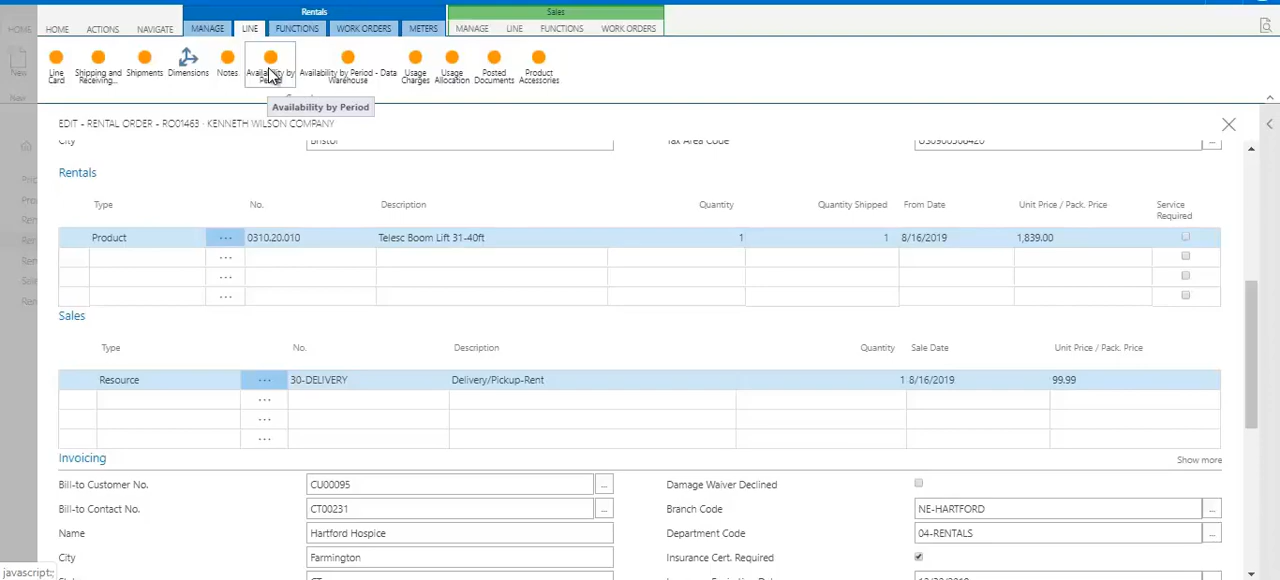 Rentals
Sales
HOME
HOME
ACTIONS
NAVIGATE
MANAGE
LINE
FUNCTIONS
WORK ORDERS
METERS
MANAGE
LINE
FUNCTIONS
WORK ORDERS
New
Line Card
Shipping and Receiving...
Shipments
Dimensions
Notes
Availability by Period
Availability by Period - Data Warehouse
Usage Charges
Usage Allocation
Posted Documents
Product Accessories
New
Availability by Period
EDIT - RENTAL ORDER - RO01463 · KENNETH WILSON COMPANY
City
Bristol
Tax Area Code
Rentals
Type
No.
Description
Quantity
Quantity Shipped
From Date
Unit Price / Pack. Price
Service Required
Product
0310.20.010
Telesc Boom Lift 31-40ft
1
1
8/16/2019
1,839.00
Sales
Type
No.
Description
Quantity
Sale Date
Unit Price / Pack. Price
Resource
30-DELIVERY
Delivery/Pickup-Rent
1
8/16/2019
99.99
Invoicing
Show more
Bill-to Customer No.
CU00095
Damage Waiver Declined
Bill-to Contact No.
CT00231
Branch Code
NE-HARTFORD
Name
Hartford Hospice
Department Code
04-RENTALS
City
Farmington
Insurance Cert. Required
javascript:
CT